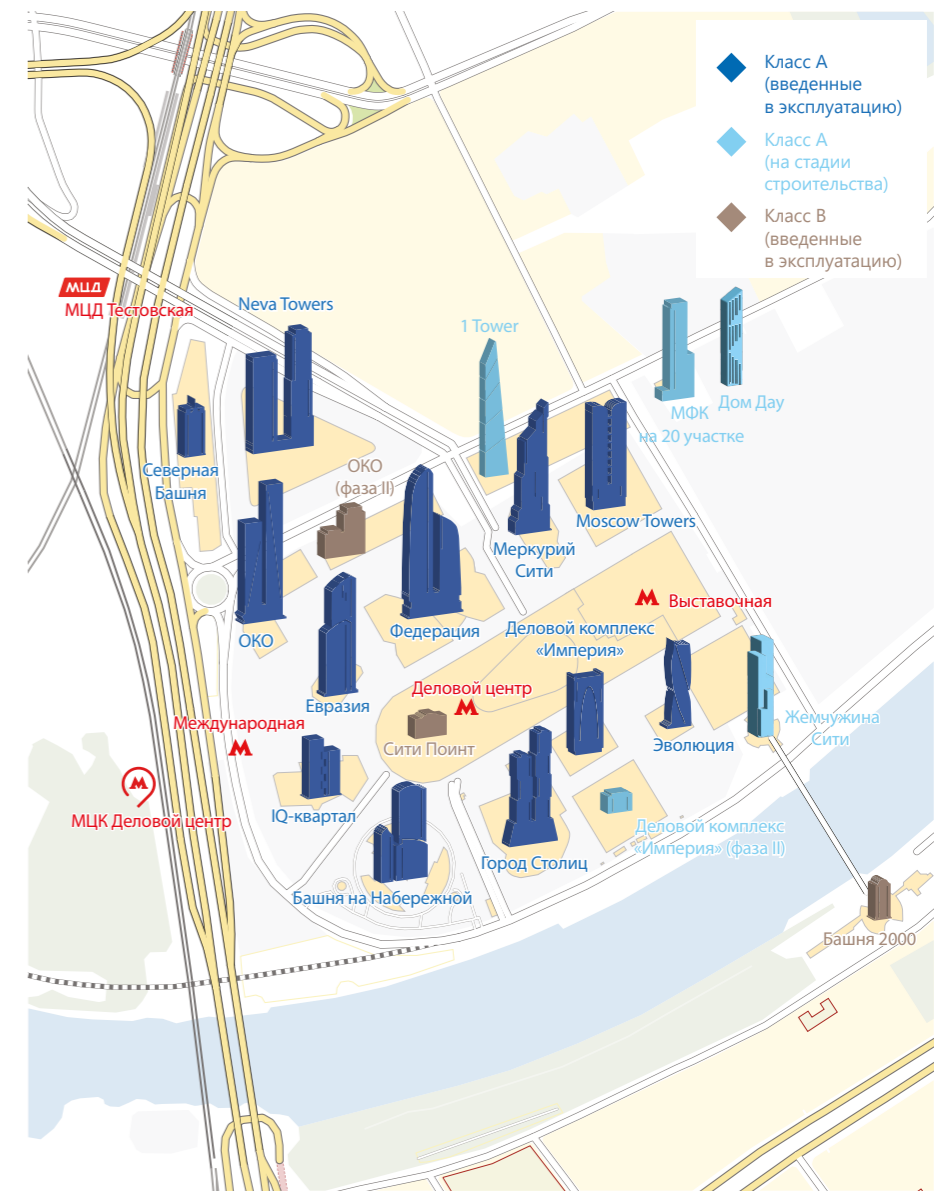 Класс А
(введенные
в эксплуатацию)
Класс А
(на стадии
строительства)
Класс В
(введенные
в эксплуатацию)
МЦД
МЦД Тестовская
Neva Towers
1 Tower
МФК
на 20 участке
Дом Дау
Северная
Башня
ОКО
(фаза II)
Moscow Towers
Меркурий
Сити
ОКО
Федерация
Выставочная
Деловой комплекс
«Империя»
Евразия
Деловой центр
Международная
Сити Поинт
Эволюция
Жемчужина
Сити
МЦК Деловой центр
IQ-квартал
Деловой комплекс
«Империя» (фаза II)
Город Столиц
Башня на Набережной
Башня 2000